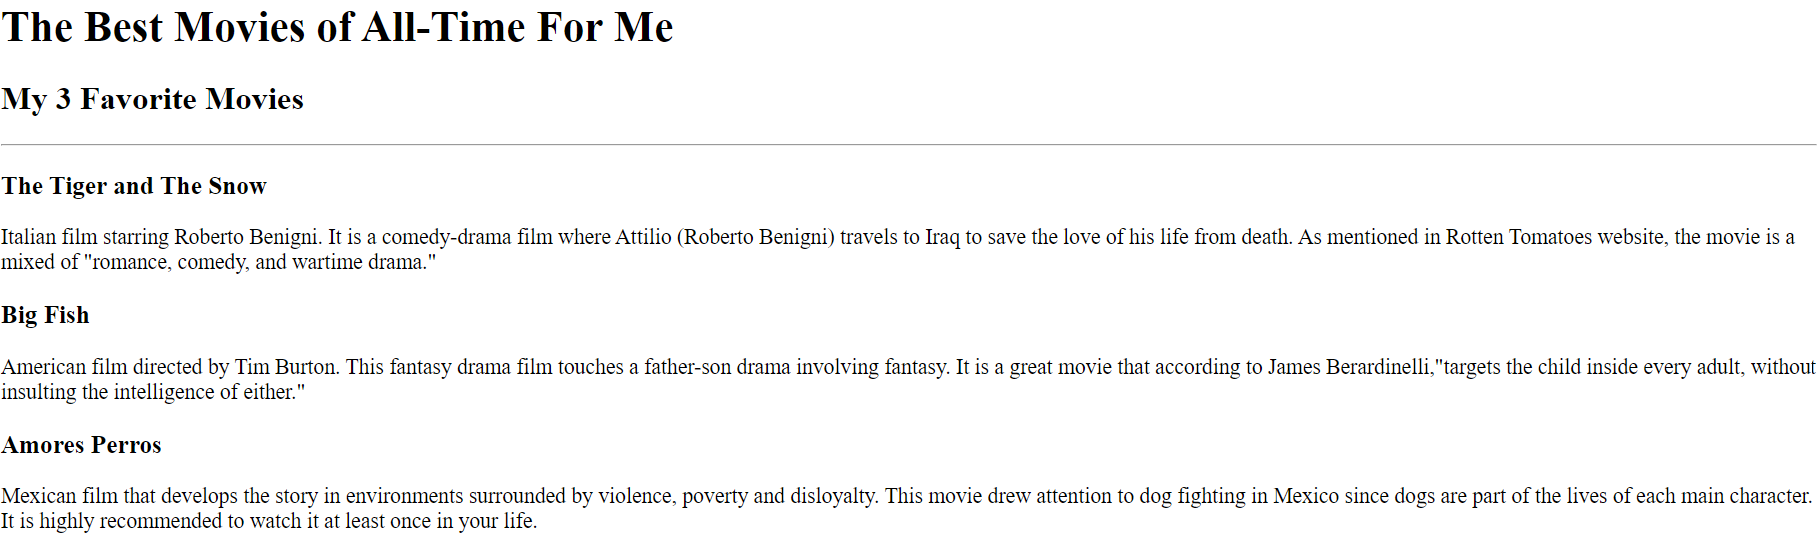 The Best Movies of All-Time For Me
My 3 Favorite Movies
The Tiger and The Snow
Italian film starring Roberto Benigni. It is a comedy-drama film where Attilio (Roberto Benigni) travels to Iraq to save the love of his life from death. As mentioned in Rotten Tomatoes website, the movie is a
mixed of "romance, comedy, and wartime drama."
Big Fish
American film directed by Tim Burton. This fantasy drama film touches a father-son drama involving fantasy. It is a great movie that according to James Berardinelli,"targets the child inside every adult, without
insulting the intelligence of either."
Amores Perros
Mexican film that develops the story in environments surrounded by violence, poverty and disloyalty. This movie drew attention to dog fighting in Mexico since dogs are part of the lives of each main character.
It is highly recommended to watch it at least once in your life.